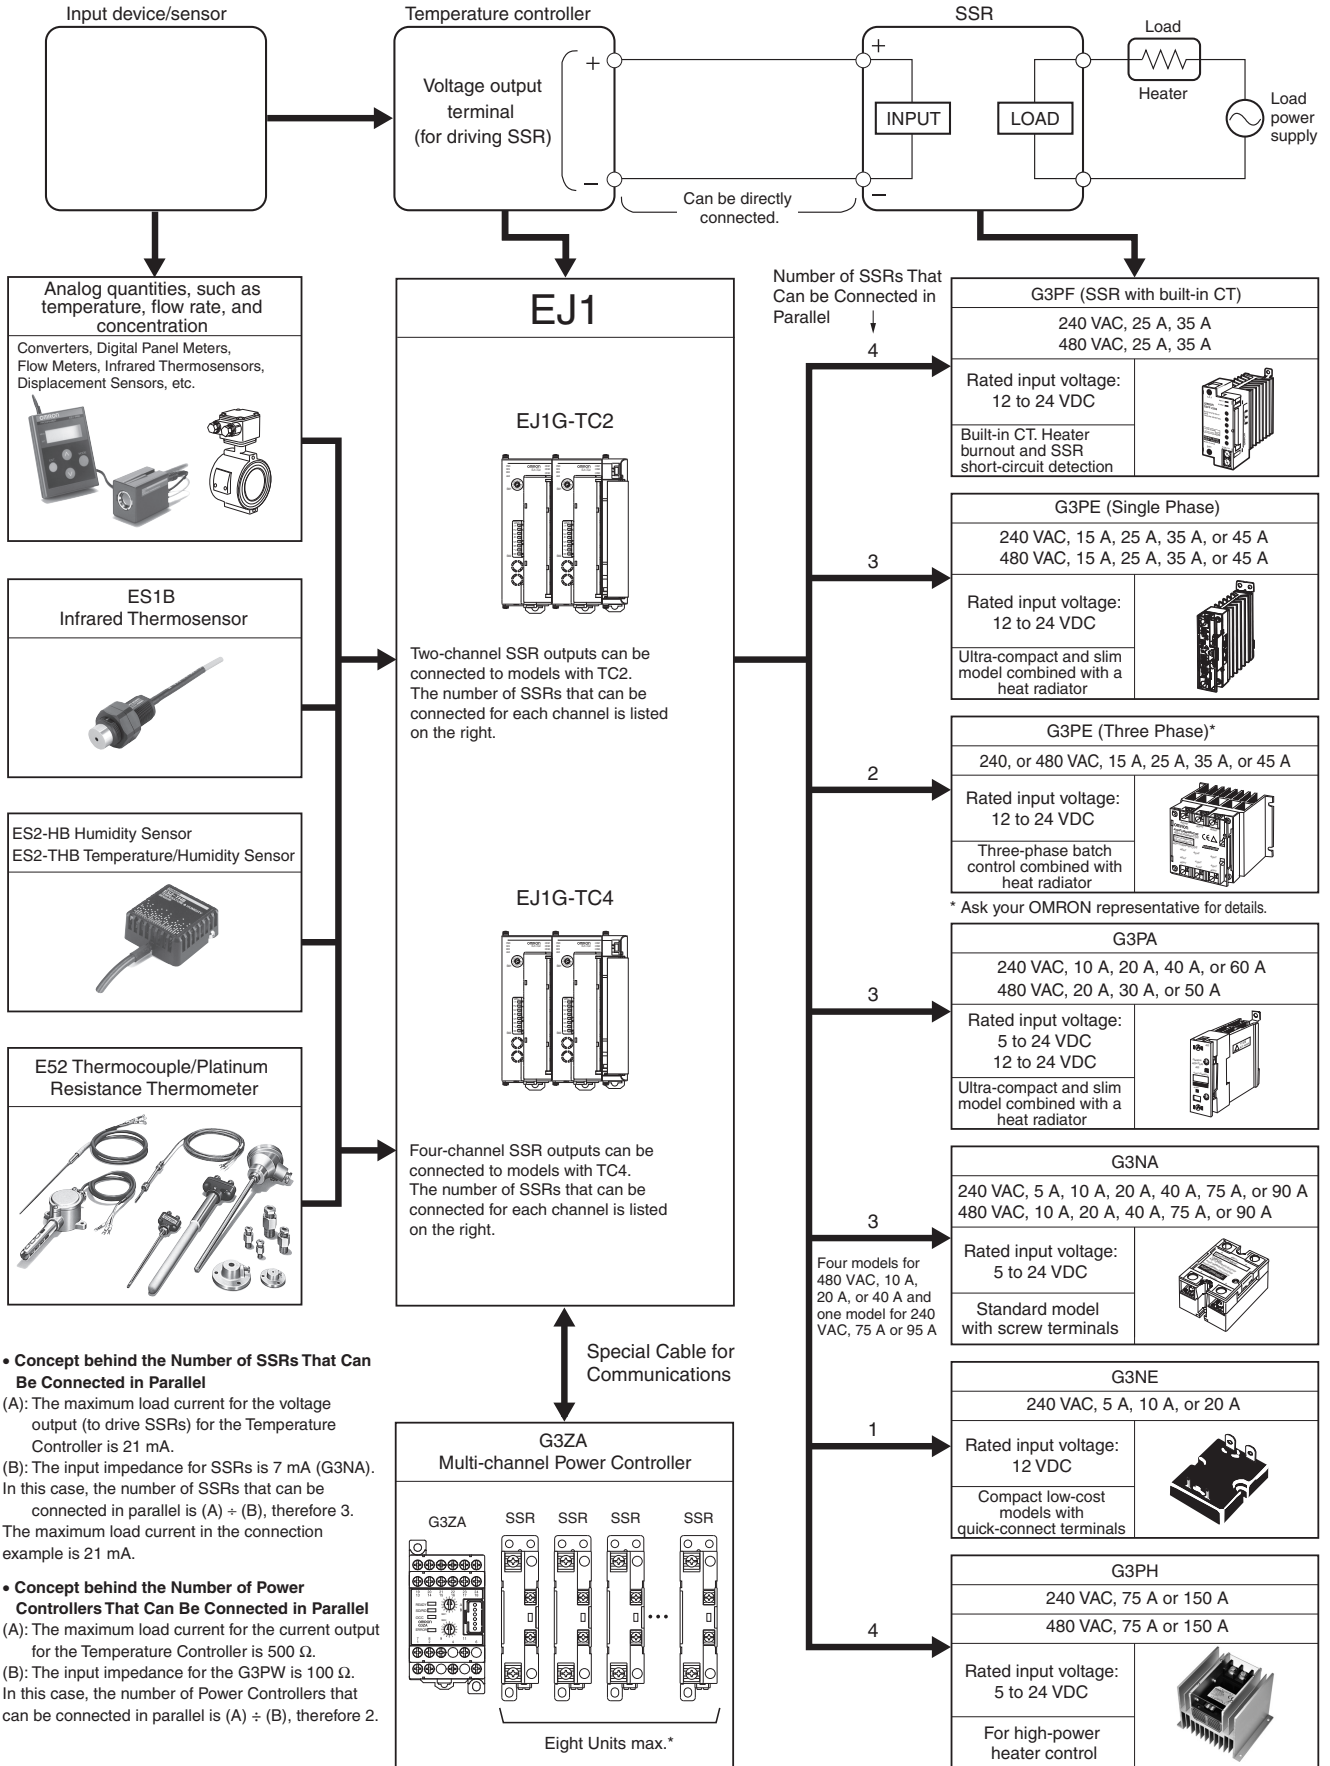 Input device/sensor
Temperature controller
SSR
Voltage output
terminal
(for driving SSR)
+
−
+
−
INPUT
LOAD
Load
Heater
Load
power
supply
Can be directly
connected.
Analog quantities, such as
temperature, flow rate, and
concentration
Converters, Digital Panel Meters,
Flow Meters, Infrared Thermosensors,
Displacement Sensors, etc.
ES1B
Infrared Thermosensor
ES2-HB Humidity Sensor
ES2-THB Temperature/Humidity Sensor
E52 Thermocouple/Platinum
Resistance Thermometer
EJ1
EJ1G-TC2
Two-channel SSR outputs can be
connected to models with TC2.
The number of SSRs that can be
connected for each channel is listed
on the right.
EJ1G-TC4
Four-channel SSR outputs can be
connected to models with TC4.
The number of SSRs that can be
connected for each channel is listed
on the right.
Number of SSRs That
Can be Connected in
Parallel
4
G3PF (SSR with built-in CT)
240 VAC, 25 A, 35 A
480 VAC, 25 A, 35 A
Rated input voltage:
12 to 24 VDC
Built-in CT. Heater
burnout and SSR
short-circuit detection
3
G3PE (Single Phase)
240 VAC, 15 A, 25 A, 35 A, or 45 A
480 VAC, 15 A, 25 A, 35 A, or 45 A
Rated input voltage:
12 to 24 VDC
Ultra-compact and slim
model combined with a
heat radiator
2
G3PE (Three Phase)*
240, or 480 VAC, 15 A, 25 A, 35 A, or 45 A
Rated input voltage:
12 to 24 VDC
Three-phase batch
control combined with
heat radiator
* Ask your OMRON representative for details.
3
G3PA
240 VAC, 10 A, 20 A, 40 A, or 60 A
480 VAC, 20 A, 30 A, or 50 A
Rated input voltage:
5 to 24 VDC
12 to 24 VDC
Ultra-compact and slim
model combined with a
heat radiator
3
Four models for
480 VAC, 10 A,
20 A, or 40 A and
one model for 240
VAC, 75 A or 95 A
G3NA
240 VAC, 5 A, 10 A, 20 A, 40 A, 75 A, or 90 A
480 VAC, 10 A, 20 A, 40 A, 75 A, or 90 A
Rated input voltage:
5 to 24 VDC
Standard model
with screw terminals
1
G3NE
240 VAC, 5 A, 10 A, or 20 A
Rated input voltage:
12 VDC
Compact low-cost
models with
quick-connect terminals
4
G3PH
240 VAC, 75 A or 150 A
480 VAC, 75 A or 150 A
Rated input voltage:
5 to 24 VDC
For high-power
heater control
Special Cable for
Communications
G3ZA
Multi-channel Power Controller
G3ZA
SSR SSR SSR SSR
Eight Units max.*
• Concept behind the Number of SSRs That Can
Be Connected in Parallel
(A): The maximum load current for the voltage
output (to drive SSRs) for the Temperature
Controller is 21 mA.
(B): The input impedance for SSRs is 7 mA (G3NA).
In this case, the number of SSRs that can be
connected in parallel is (A) ÷ (B), therefore 3.
The maximum load current in the connection
example is 21 mA.
• Concept behind the Number of Power
Controllers That Can Be Connected in Parallel
(A): The maximum load current for the current output
for the Temperature Controller is 500 Ω.
(B): The input impedance for the G3PW is 100 Ω.
In this case, the number of Power Controllers that
can be connected in parallel is (A) ÷ (B), therefore 2.